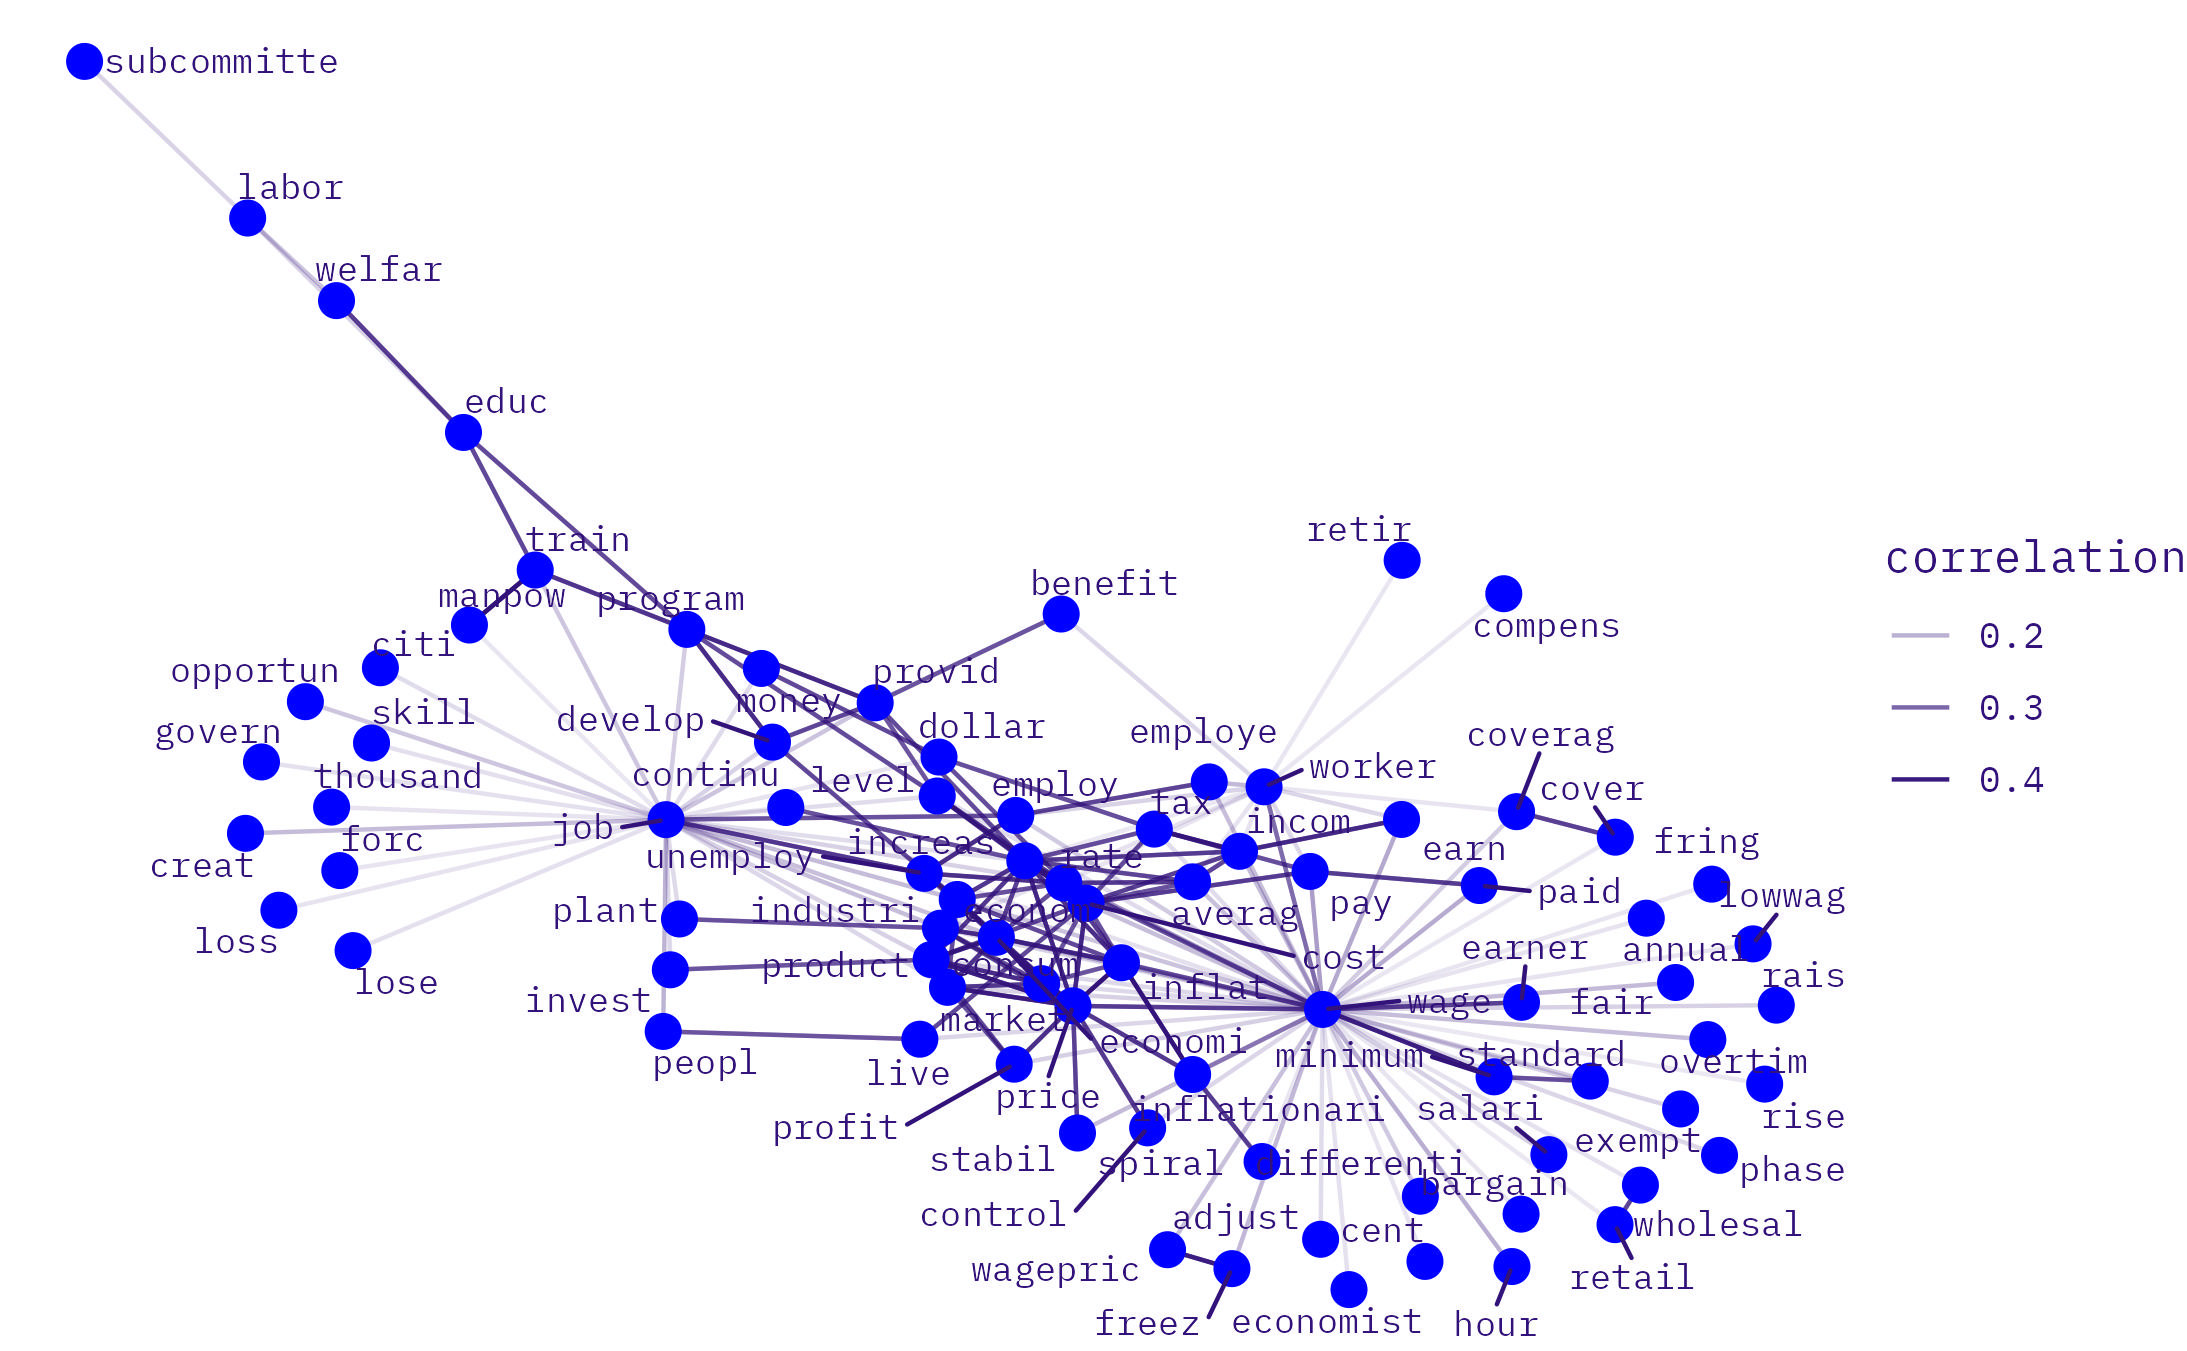 subcommitte
labor
welfar
educ
train
manpow
program
citi
opportun
skill
govern
thousand
forc
creat
loss
lose
job
develop
money
provid
benefit
retir
compens
dollar
continu
level
employ
employe
worker
coverag
cover
tax
incom
earn
fring
lowwag
paid
pay
increas
rate
unemploy
averag
plant
industri
econom
cost
earner
annual
rais
product
consum
inflat
invest
market
economi
wage
fair
minimum
standard
overtim
peopl
live
price
profit
inflationari
salari
rise
exempt
phase
stabil
spiral
differenti
bargain
control
adjust
cent
wholesal
wagepric
retail
freez
economist
hour
correlation
0.2
0.3
0.4